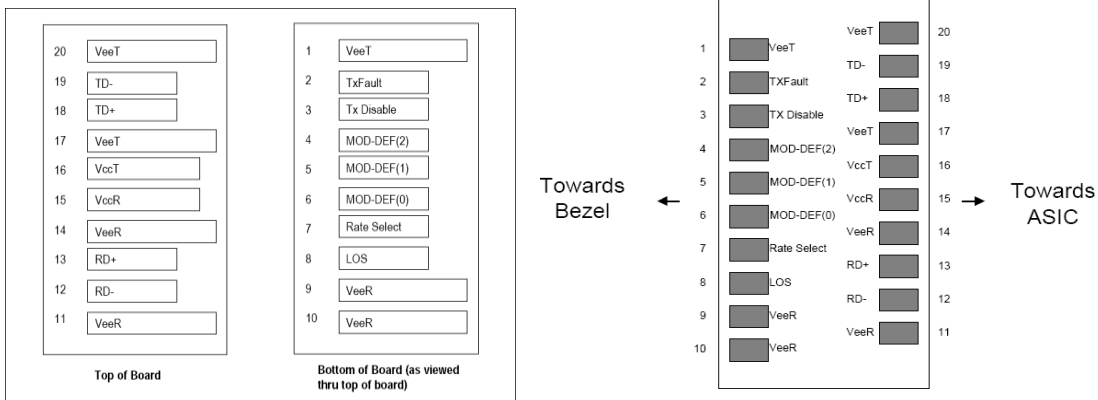 20 VeeT
19 TD-
18 TD+
17 VeeT
16 VccT
15 VccR
14 VeeR
13 RD+
12 RD-
11 VeeR
Top of Board
1 VeeT
2 TxFault
3 Tx Disable
4 MOD-DEF(2)
5 MOD-DEF(1)
6 MOD-DEF(0)
7 Rate Select
8 LOS
9 VeeR
10 VeeR
Bottom of Board (as viewed
thru top of board)
Towards
Bezel
1 VeeT
2 TXFault
3 TX Disable
4 MOD-DEF(2)
5 MOD-DEF(1)
6 MOD-DEF(0)
7 Rate Select
8 LOS
9 VeeR
10 VeeR
VeeT 20
TD- 19
TD+ 18
VeeT 17
VccT 16
VccR 15
VeeR 14
RD+ 13
RD- 12
VeeR 11
Towards
ASIC